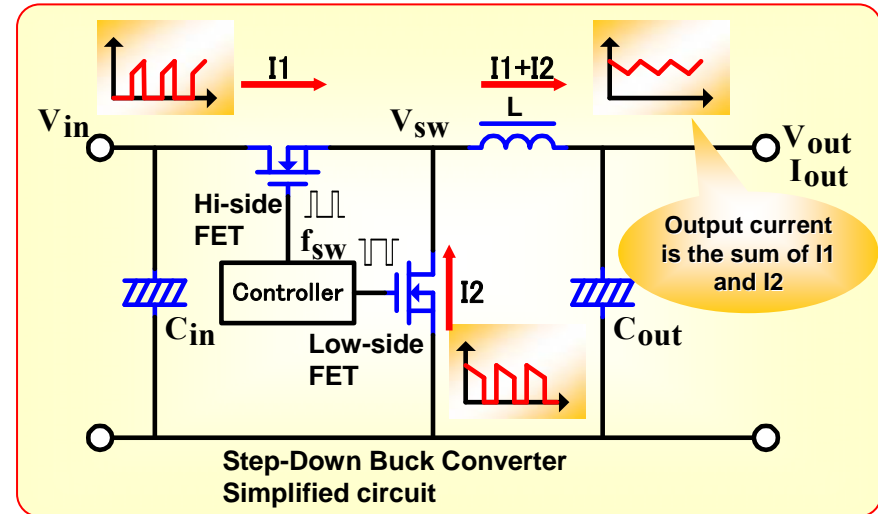 I1
I1+I2
L
Vin
Vsw
Vout
Iout
Hi-side
FET
fsw
Output current
is the sum of I1
and I2
Controller
I2
Cin
Cout
Low-side
FET
Step-Down Buck Converter
Simplified circuit